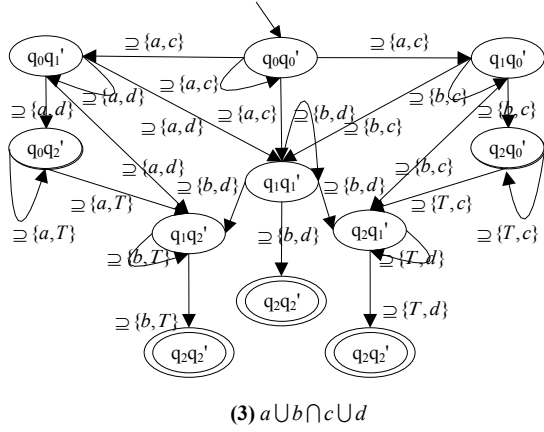 ⊇{a,c} ⊇{a,c}
q₀q₁' q₀q₀' q₁q₀'
⊇{a,c}
⊇{a,d} ⊇{b,c}
⊇{a,d} ⊇{a,c} ⊇{b,d} ⊇{b,c}
⊇{a,d} ⊇{b,c}
q₀q₂' q₂q₀'
⊇{a,d} ⊇{b,c}
⊇{b,d} q₁q₁' ⊇{b,d}
⊇{a,T} ⊇{T,c}
⊇{a,T} q₁q₂' q₂q₁' ⊇{T,c}
⊇{b,d}
⊇{b,T} ⊇{T,d}
q₂q₂'
⊇{b,T} ⊇{T,d}
q₂q₂' q₂q₂'
(3) a⋃b⋂c⋃d